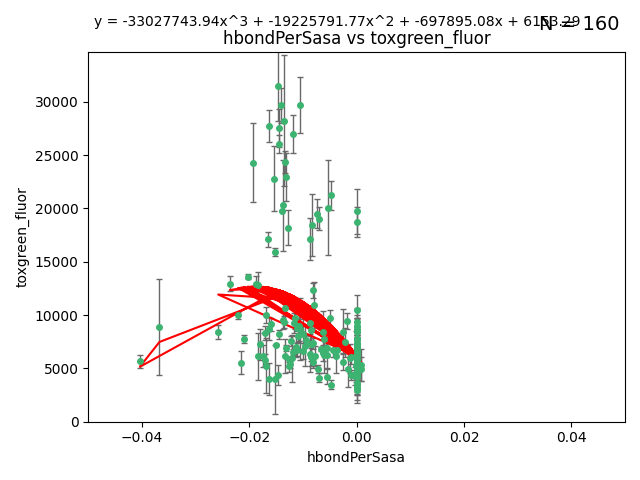 y = -33027743.94x^3 + -19225791.77x^2 + -697895.08x + 6153.29
N = 160
hbondPerSasa vs toxgreen_fluor
30000
25000
20000
15000
10000
5000
0
toxgreen_fluor
−0.04 −0.02 0.00 0.02 0.04
hbondPerSasa